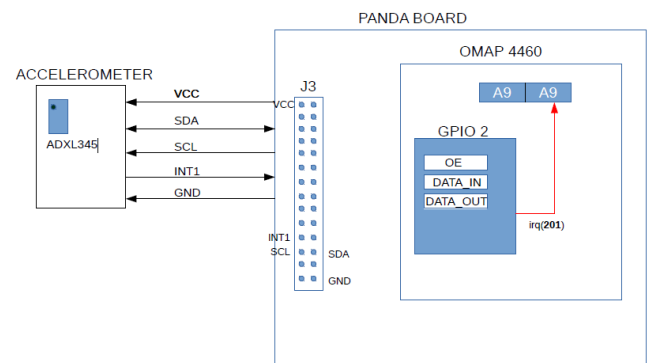 PANDA BOARD
OMAP 4460
ACCELEROMETER
J3
A9 A9
VCC
VCC
SDA
ADXL345
GPIO 2
SCL
OE
INT1
DATA_IN
GND
DATA_OUT
irq(201)
INT1
SCL
SDA
GND